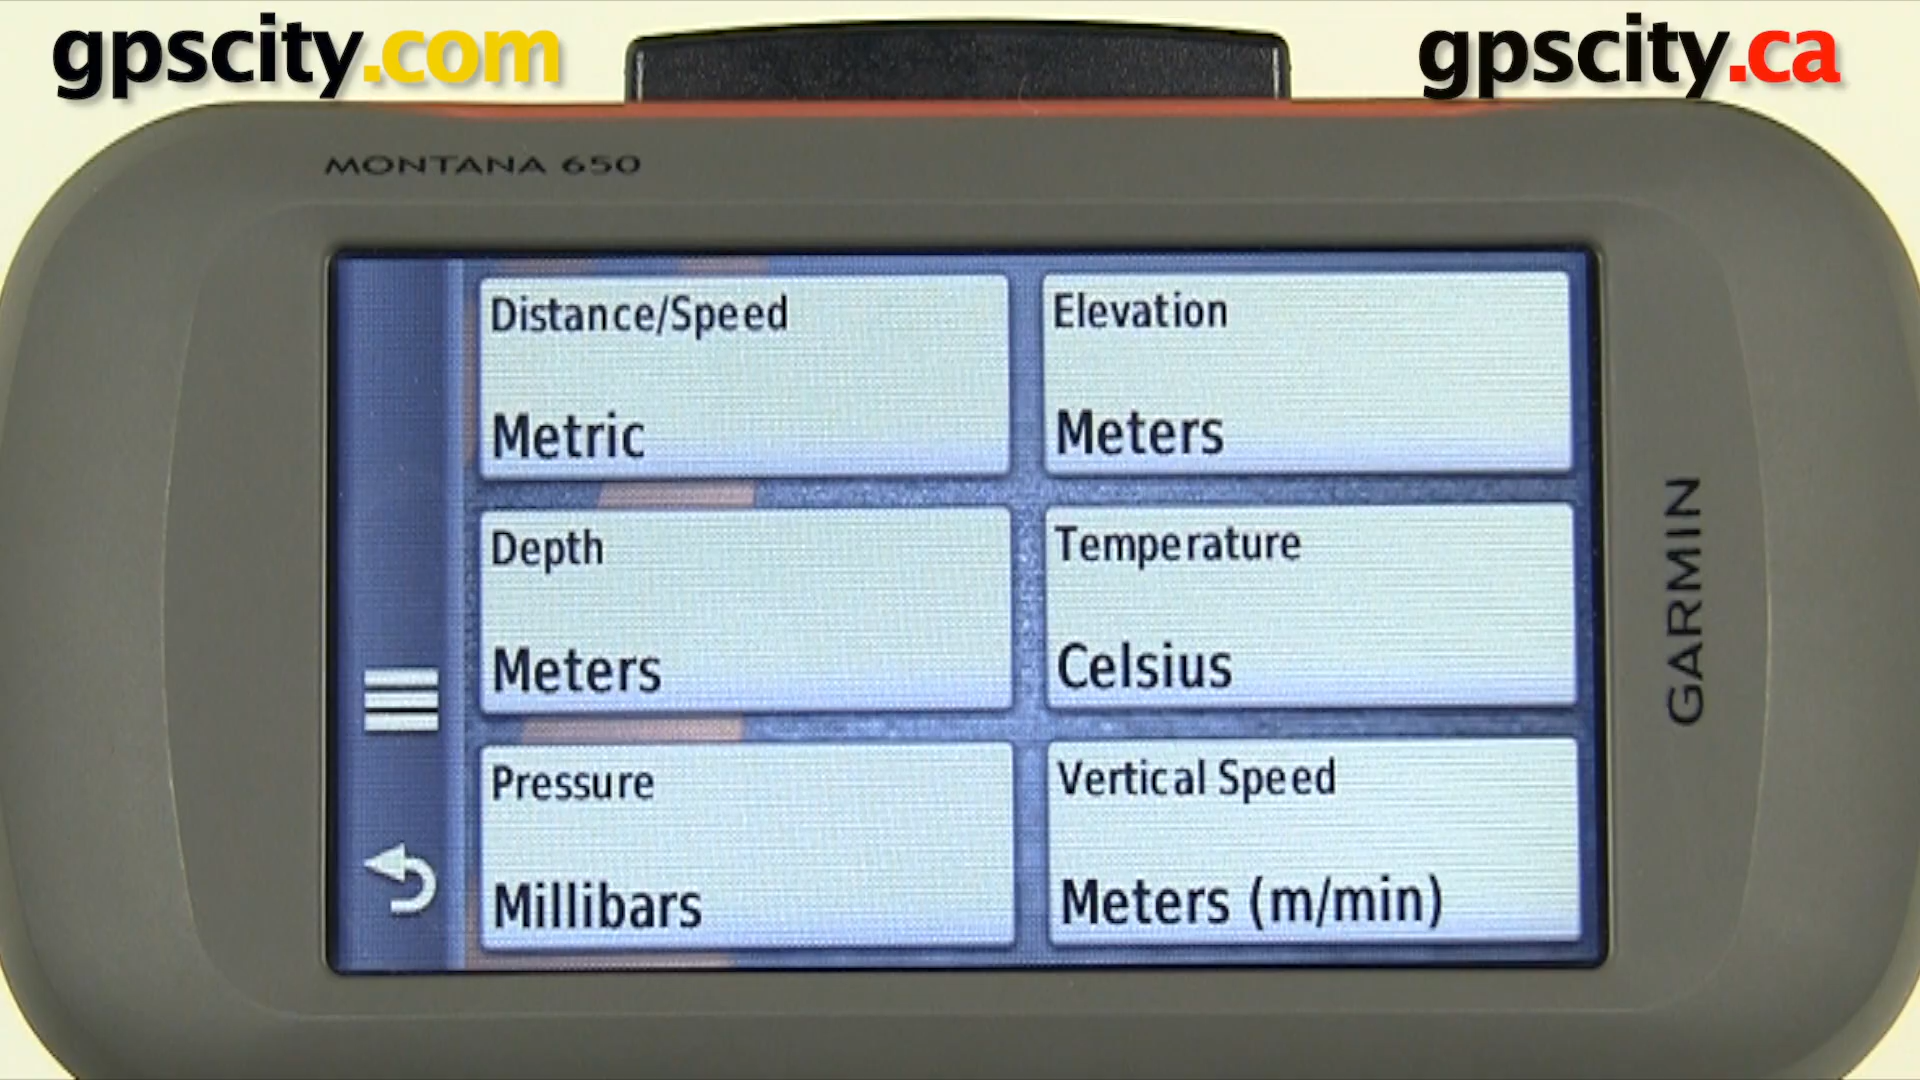 gpscity.com
gpscity.ca
MONTANA 650
Distance/Speed
Metric
Elevation
Meters
Depth
Meters
Temperature
Celsius
Pressure
Millibars
Vertical Speed
Meters (m/min)
GARMIN